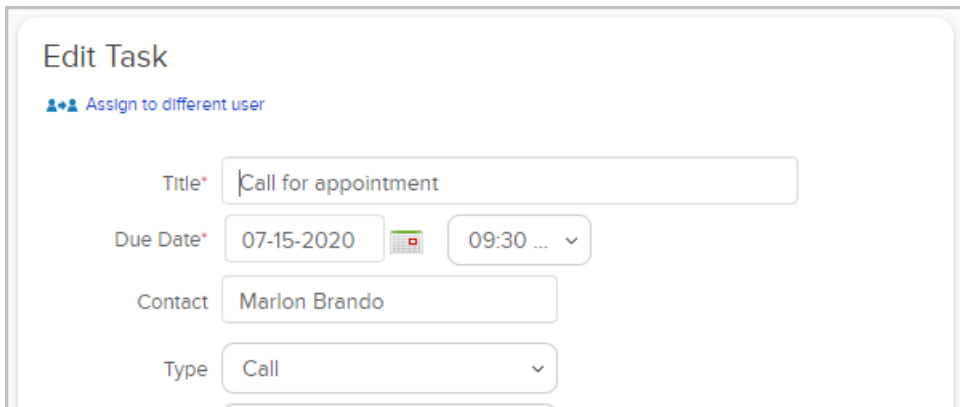 Edit Task
Assign to different user
Title* Call for appointment
Due Date* 07-15-2020 09:30 ...
Contact Marlon Brando
Type Call